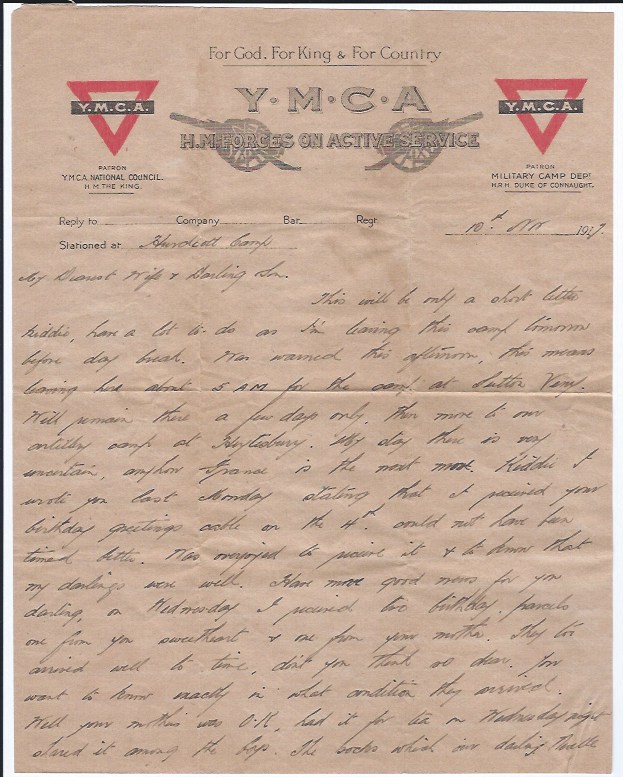 For God. For King & For Country
Y·M·C·A
H.M. FORCES ON ACTIVE SERVICE
Y.M.C.A.
PATRON
Y.M.C.A. NATIONAL COUNCIL.
H.M. THE KING.
Y.M.C.A.
PATRON
MILITARY CAMP DEPT.
H.R.H. DUKE OF CONNAUGHT.
Reply to Company Bar Regt. 10th Nov 1917
Stationed at Hurdcott Camp
My Dearest Wife & Darling Son.
This will be only a short letter
Kiddie, have a lot to do as I'm leaving this camp tomorrow
before day break. Was warned this afternoon, this means
leaving here about 5 AM for the camp at Sutton Veny.
Will remain there a few days only, then move to our
artillery camp at Heytesbury. My stay there is very
uncertain, anyhow France is the next move. Kiddie I
wrote you last Monday stating that I received your
birthday greetings cable on the 4th. could not have been
timed better. Was overjoyed to receive it & to know that
my darlings were well. Have more good news for you
darling, on Wednesday I received two birthday parcels
one from you sweetheart & one from your mother. They too
arrived well to time, don't you think so dear. You
want to know exactly in what condition they arrived.
Well your mothers was O.K, had it for tea on Wednesday night
shared it among the boys. The socks which our darling